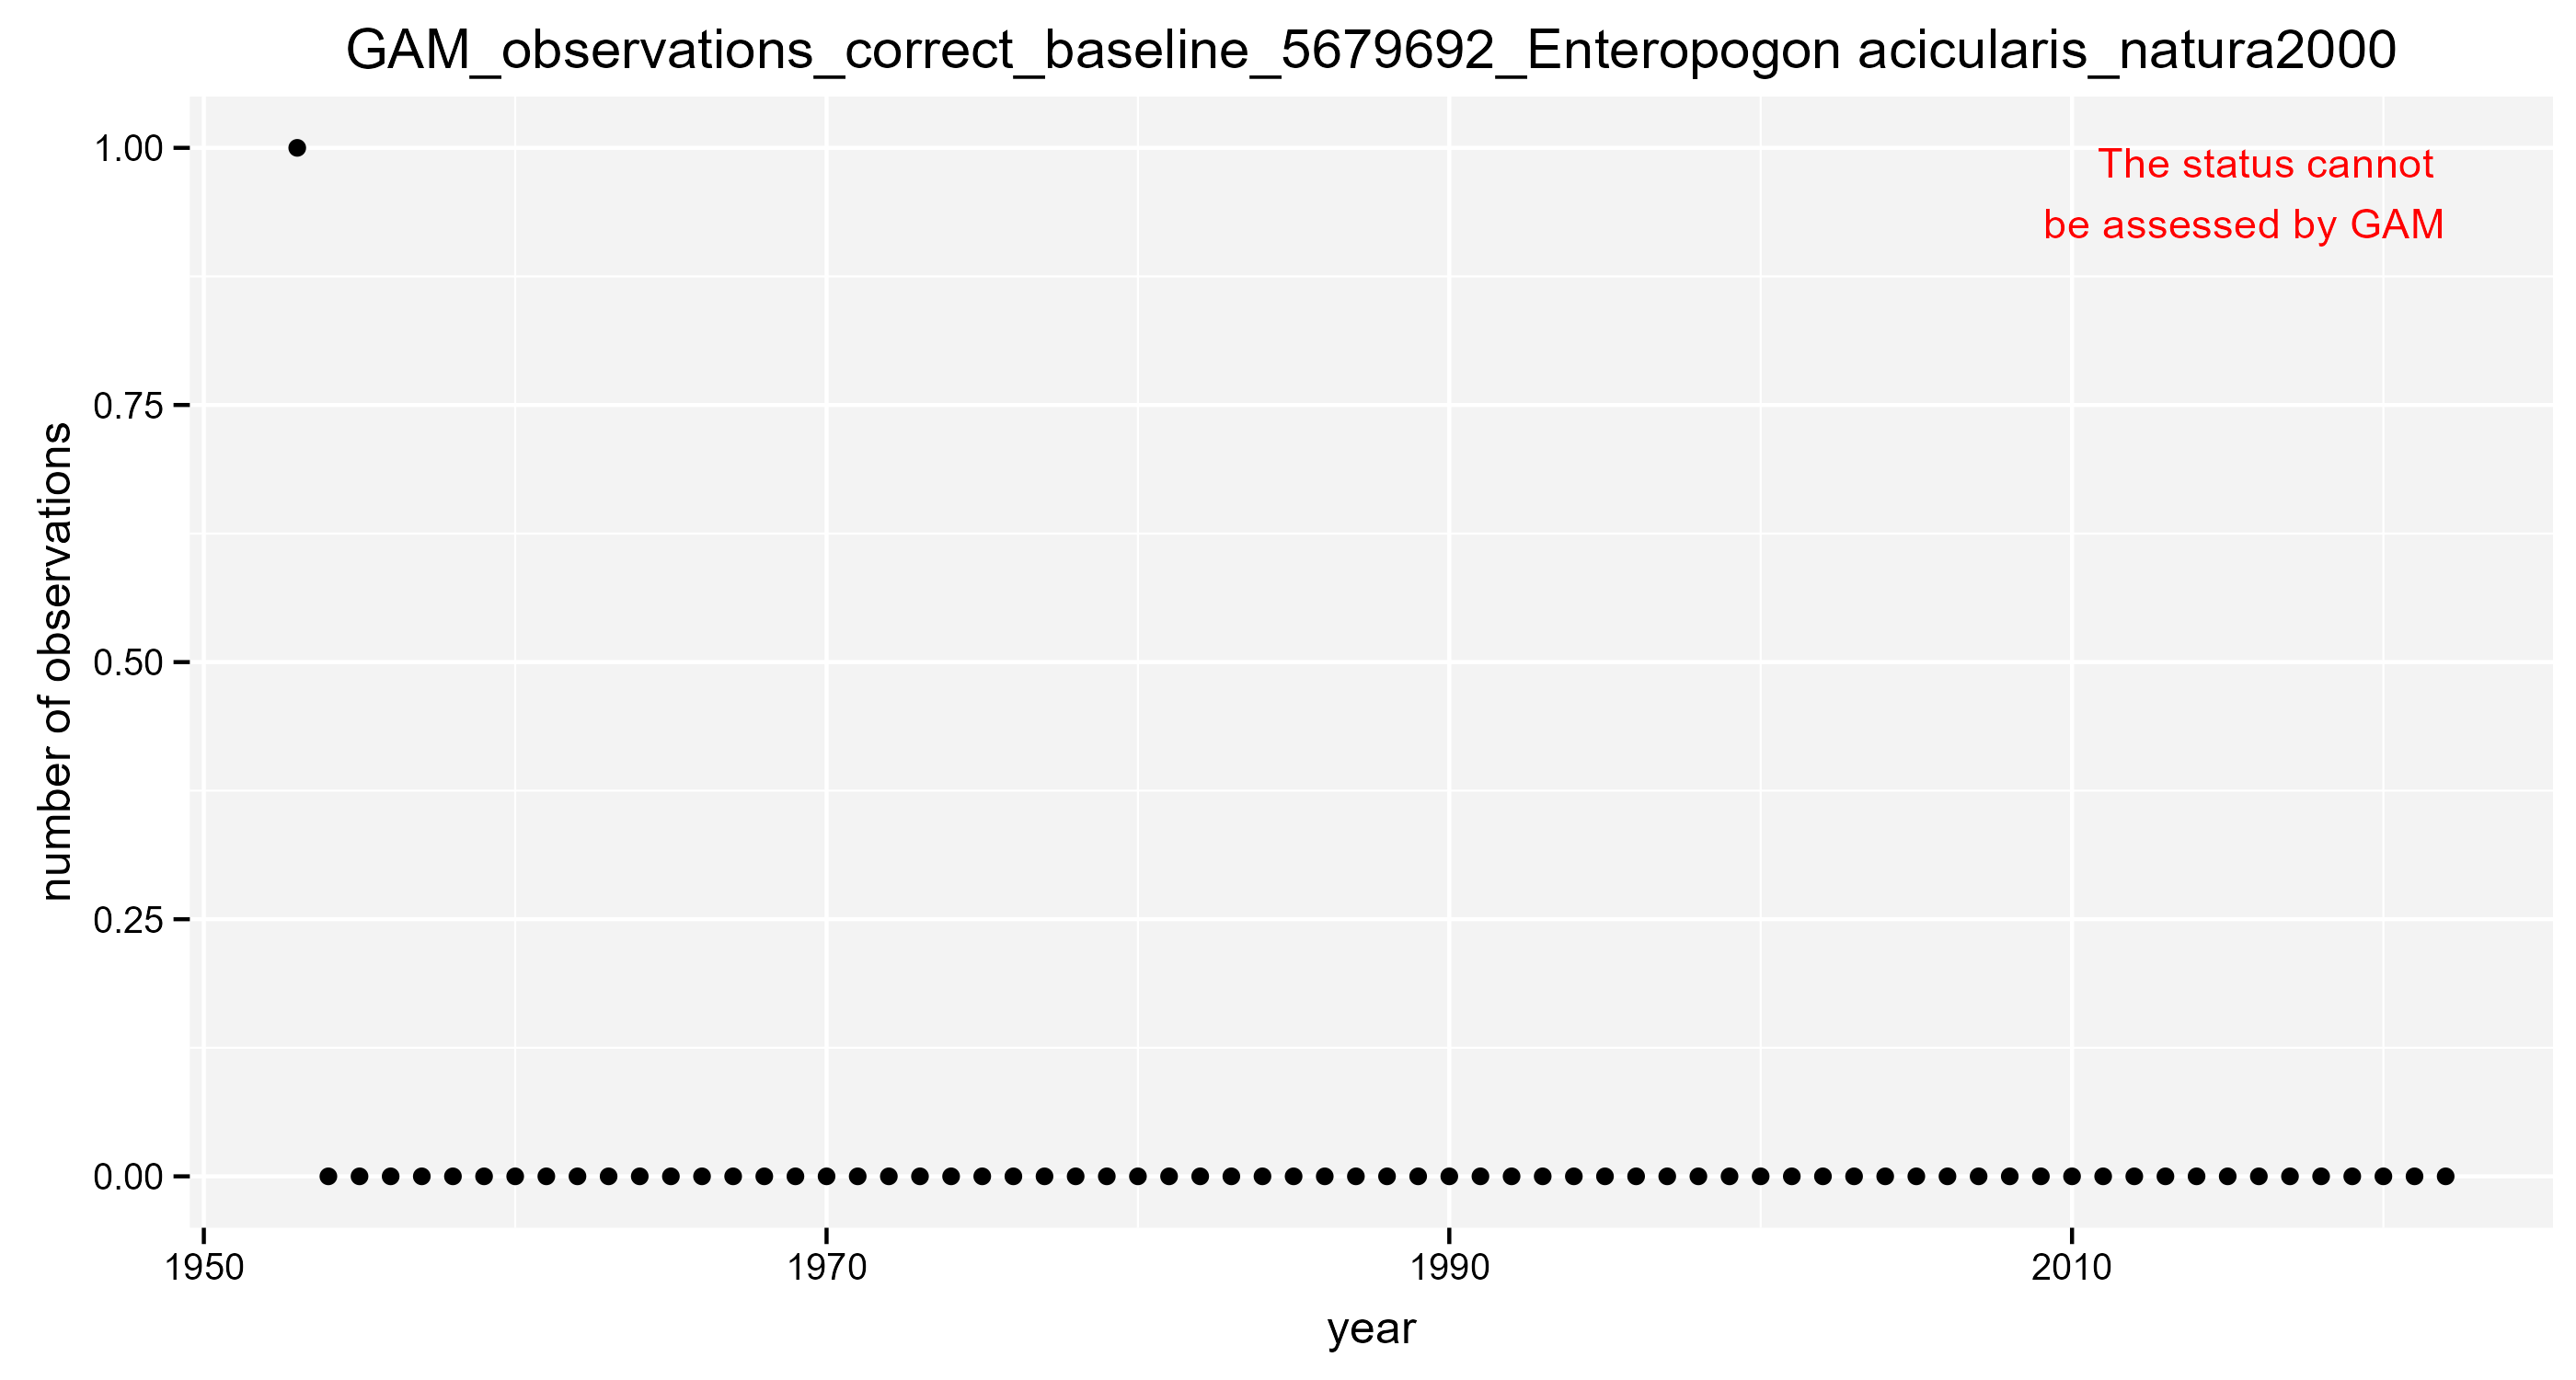 GAM_observations_correct_baseline_5679692_Enteropogon acicularis_natura2000
1.00
The status cannot
be assessed by GAM
0.75
number of observations
0.50
0.25
0.00
1950
1970
1990
2010
year